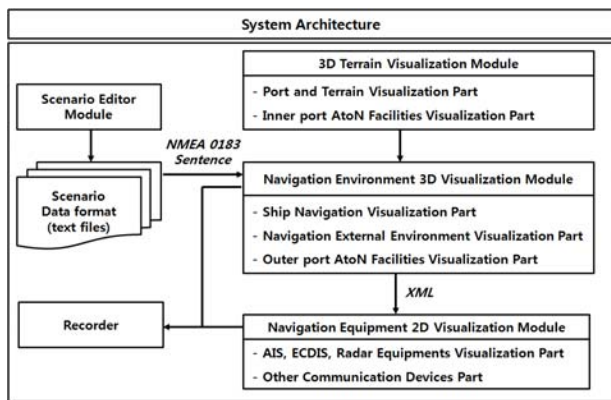 System Architecture
3D Terrain Visualization Module
- Port and Terrain Visualization Part
- Inner port AtoN Facilities Visualization Part
Scenario Editor
Module
NMEA 0183
Sentence
Scenario
Data format
(text files)
Navigation Environment 3D Visualization Module
- Ship Navigation Visualization Part
- Navigation External Environment Visualization Part
- Outer port AtoN Facilities Visualization Part
XML
Recorder
Navigation Equipment 2D Visualization Module
- AIS, ECDIS, Radar Equipments Visualization Part
- Other Communication Devices Part